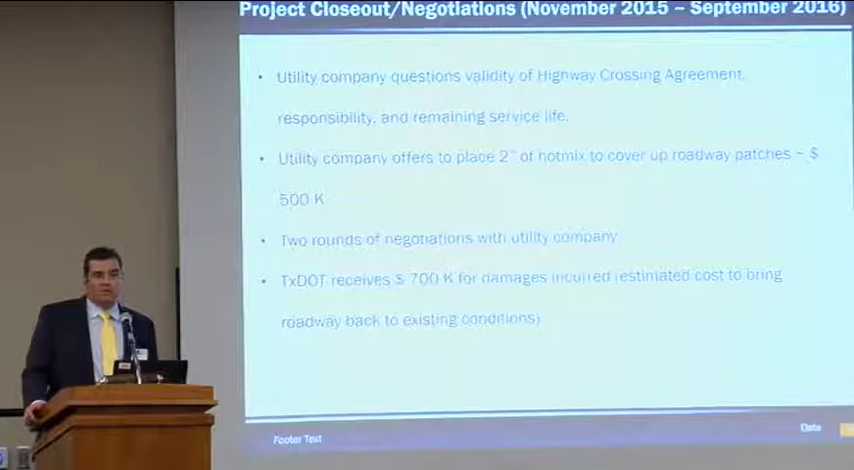 Project Closeout/Negotiations (November 2015 – September 2016)
• Utility company questions validity of Highway Crossing Agreement,
responsibility, and remaining service life.
• Utility company offers to place 2" of hotmix to cover up roadway patches ~ $
500 K
• Two rounds of negotiations with utility company
• TxDOT receives $ 700 K for damages incurred (estimated cost to bring
roadway back to existing conditions)
Footer Text
Date